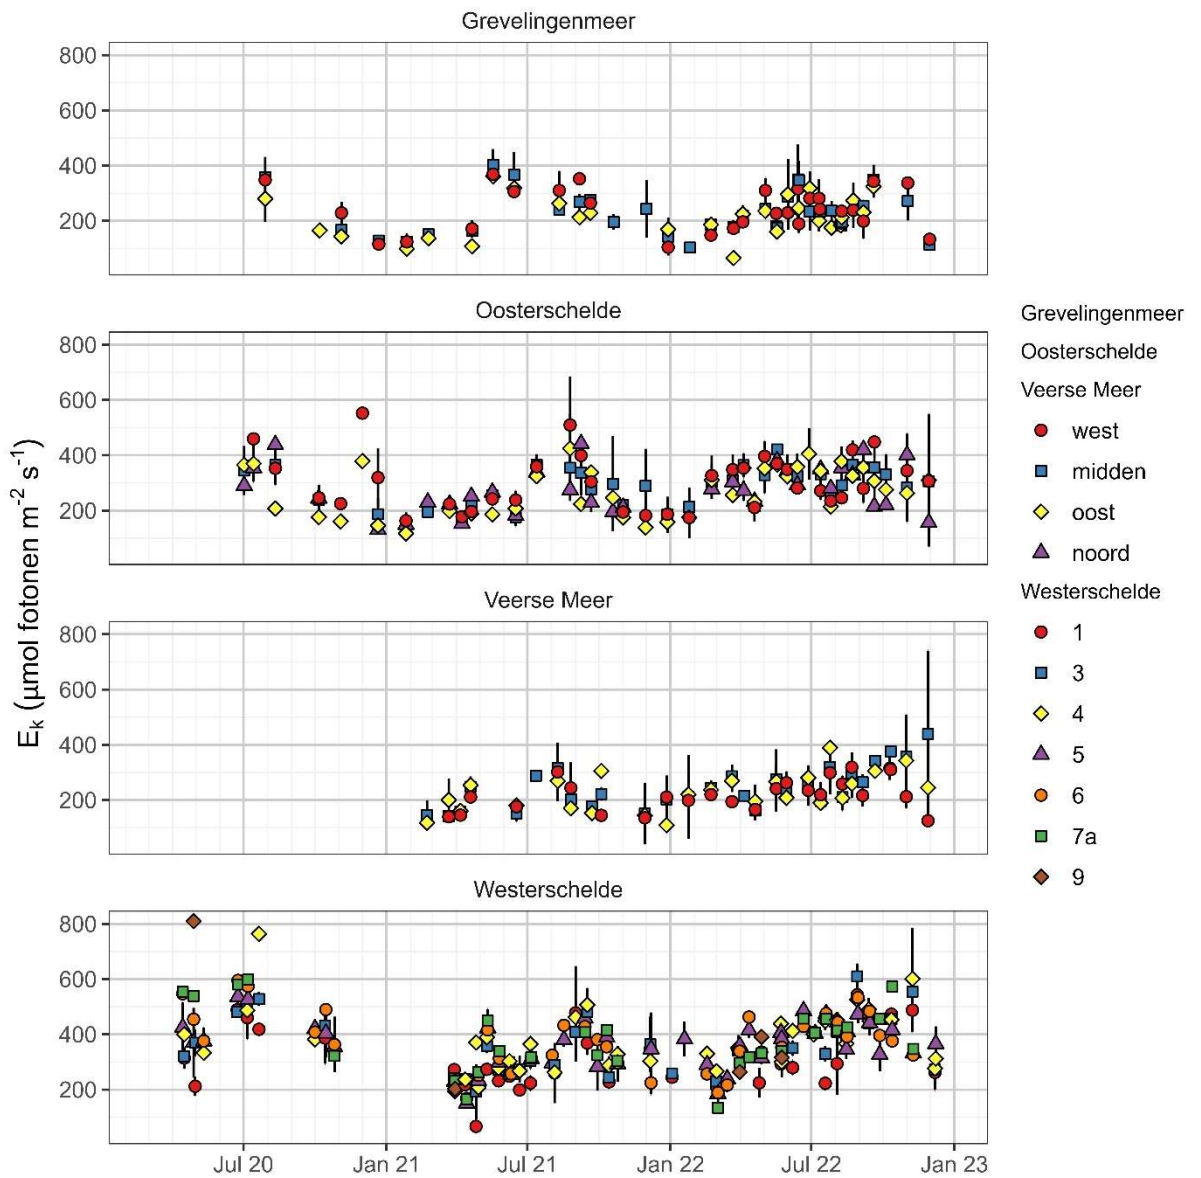 Grevelingenmeer
800
600
400
200
Oosterschelde
800
600
400
200
Veerse Meer
800
600
400
200
Westerschelde
800
600
400
200
Jul 20 Jan 21 Jul 21 Jan 22 Jul 22 Jan 23
Eₖ (µmol fotonen m⁻² s⁻¹)
Grevelingenmeer
Oosterschelde
Veerse Meer
west
midden
oost
noord
Westerschelde
1
3
4
5
6
7a
9